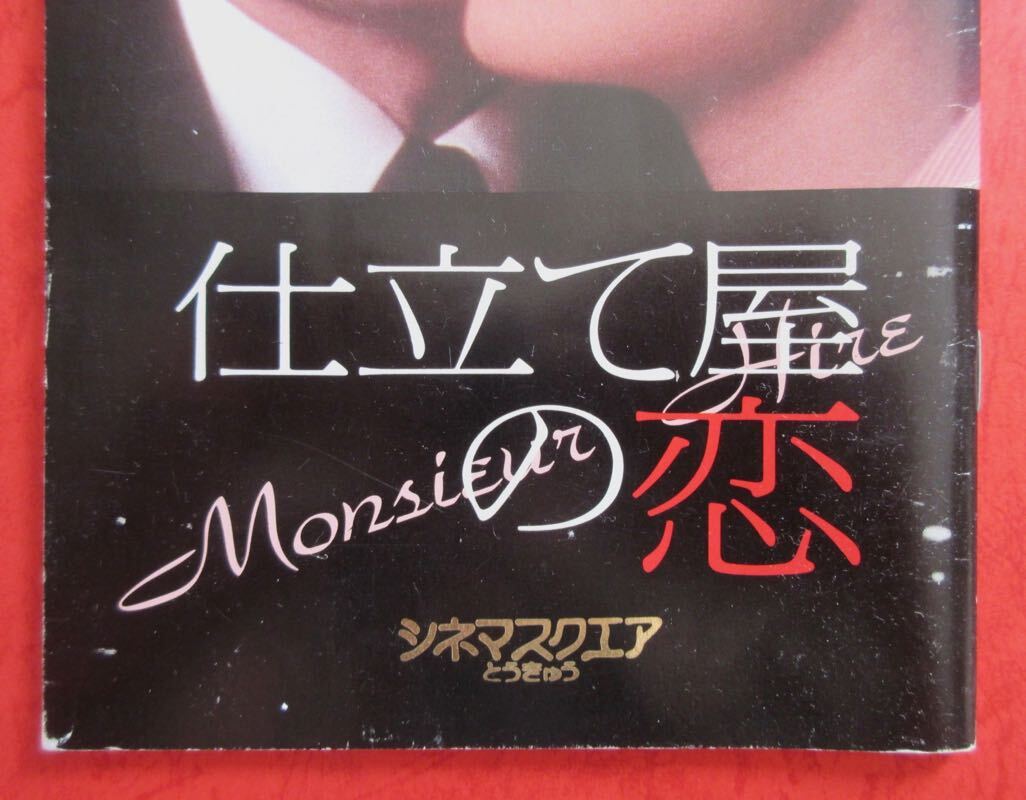 仕立て屋
の恋
Monsieur Hire
シネマスクエア
とうきゅう